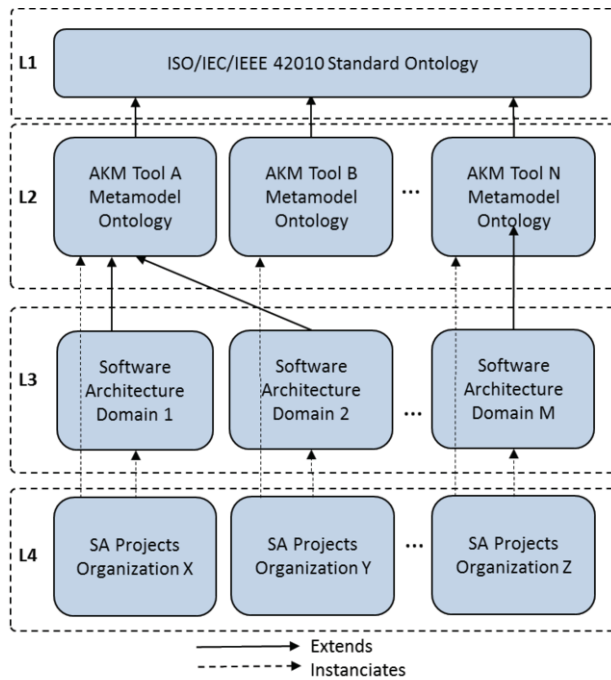 L1
ISO/IEC/IEEE 42010 Standard Ontology
L2
AKM Tool A
Metamodel
Ontology
AKM Tool B
Metamodel
Ontology
...
AKM Tool N
Metamodel
Ontology
L3
Software
Architecture
Domain 1
Software
Architecture
Domain 2
...
Software
Architecture
Domain M
L4
SA Projects
Organization X
SA Projects
Organization Y
...
SA Projects
Organization Z
Extends
Instanciates